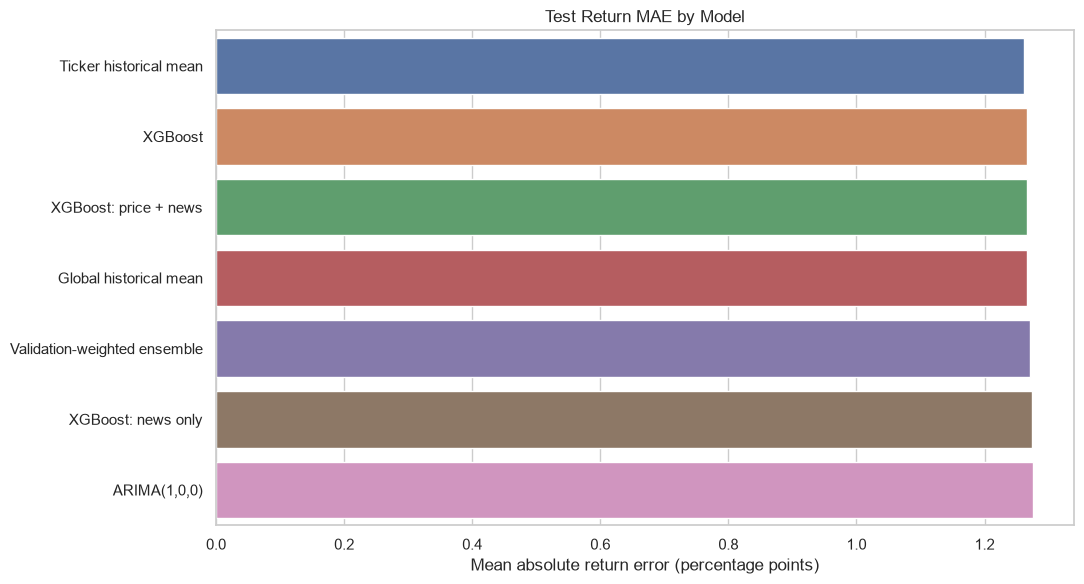 Test Return MAE by Model
Ticker historical mean
XGBoost
XGBoost: price + news
Global historical mean
Validation-weighted ensemble
XGBoost: news only
ARIMA(1,0,0)
0.0 0.2 0.4 0.6 0.8 1.0 1.2
Mean absolute return error (percentage points)